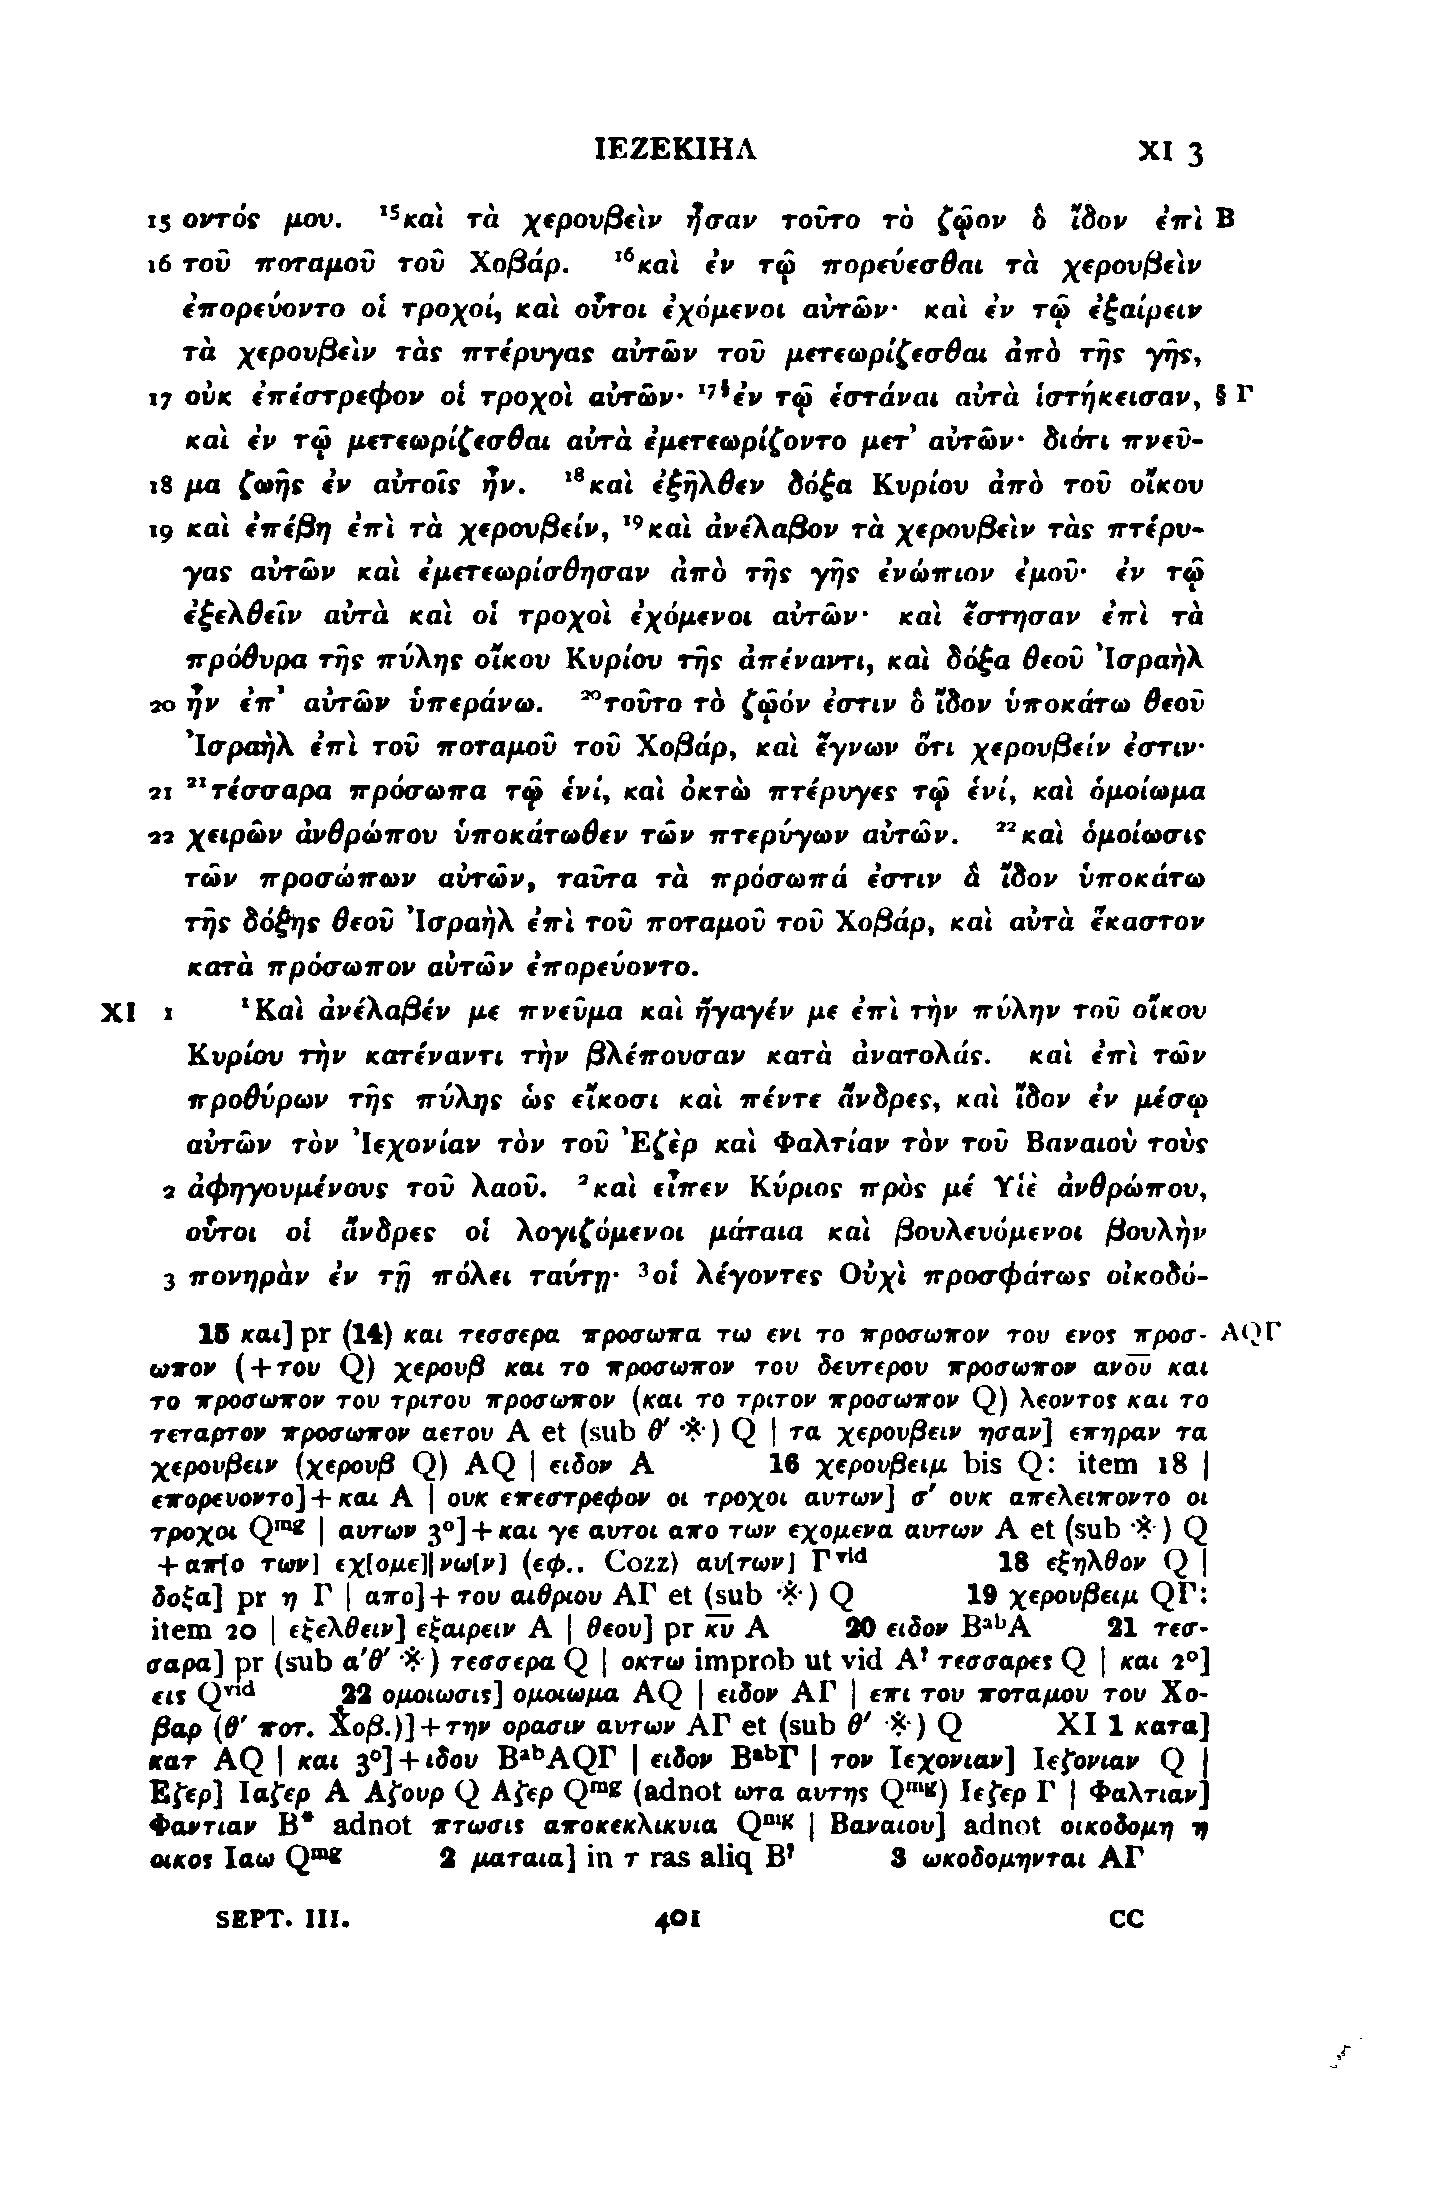 ΙΕΖΕΚΙΗΛ XI 3
15 οντός μου. ¹⁵καὶ τὰ χερουβεὶν ἦσαν τοῦτο τὸ ζῷον ὃ ἴδον ἐπὶ B
16 τοῦ ποταμοῦ τοῦ Χοβάρ. ¹⁶καὶ ἐν τῷ πορεύεσθαι τὰ χερουβεὶν
ἐπορεύοντο οἱ τροχοί, καὶ οὗτοι ἐχόμενοι αὐτῶν· καὶ ἐν τῷ ἐξαίρειν
τὰ χερουβεὶν τὰς πτέρυγας αὐτῶν τοῦ μετεωρίζεσθαι ἀπὸ τῆς γῆς,
17 οὐκ ἐπέστρεφον οἱ τροχοὶ αὐτῶν· ¹⁷§ἐν τῷ ἑστάναι αὐτὰ ἱστήκεισαν, § Γ
καὶ ἐν τῷ μετεωρίζεσθαι αὐτὰ ἐμετεωρίζοντο μετ᾽ αὐτῶν· διότι πνεῦ-
18 μα ζωῆς ἐν αὐτοῖς ἦν. ¹⁸καὶ ἐξῆλθεν δόξα Κυρίου ἀπὸ τοῦ οἴκου
19 καὶ ἐπέβη ἐπὶ τὰ χερουβείν, ¹⁹καὶ ἀνέλαβον τὰ χερουβεὶν τὰς πτέρυ-
γας αὐτῶν καὶ ἐμετεωρίσθησαν ἀπὸ τῆς γῆς ἐνώπιον ἐμοῦ· ἐν τῷ
ἐξελθεῖν αὐτὰ καὶ οἱ τροχοὶ ἐχόμενοι αὐτῶν· καὶ ἔστησαν ἐπὶ τὰ
πρόθυρα τῆς πύλης οἴκου Κυρίου τῆς ἀπέναντι, καὶ δόξα θεοῦ Ἰσραὴλ
20 ἦν ἐπ᾽ αὐτῶν ὑπεράνω. ²⁰τοῦτο τὸ ζῷόν ἐστιν ὃ ἴδον ὑποκάτω θεοῦ
Ἰσραὴλ ἐπὶ τοῦ ποταμοῦ τοῦ Χοβάρ, καὶ ἔγνων ὅτι χερουβείν ἐστιν·
21 ²¹τέσσαρα πρόσωπα τῷ ἑνί, καὶ ὀκτὼ πτέρυγες τῷ ἑνί, καὶ ὁμοίωμα
22 χειρῶν ἀνθρώπου ὑποκάτωθεν τῶν πτερύγων αὐτῶν. ²²καὶ ὁμοίωσις
τῶν προσώπων αὐτῶν, ταῦτα τὰ πρόσωπά ἐστιν ἃ ἴδον ὑποκάτω
τῆς δόξης θεοῦ Ἰσραὴλ ἐπὶ τοῦ ποταμοῦ τοῦ Χοβάρ, καὶ αὐτὰ ἕκαστον
κατὰ πρόσωπον αὐτῶν ἐπορεύοντο.
XI 1 ¹Καὶ ἀνέλαβέν με πνεῦμα καὶ ἤγαγέν με ἐπὶ τὴν πύλην τοῦ οἴκου
Κυρίου τὴν κατέναντι τὴν βλέπουσαν κατὰ ἀνατολάς. καὶ ἐπὶ τῶν
προθύρων τῆς πύλης ὡς εἴκοσι καὶ πέντε ἄνδρες, καὶ ἴδον ἐν μέσῳ
αὐτῶν τὸν Ἰεχονίαν τὸν τοῦ Ἐζὲρ καὶ Φαλτίαν τὸν τοῦ Βαναιοὺ τοὺς
2 ἀφηγουμένους τοῦ λαοῦ. ²καὶ εἶπεν Κύριος πρὸς μέ Υἱὲ ἀνθρώπου,
οὗτοι οἱ ἄνδρες οἱ λογιζόμενοι μάταια καὶ βουλευόμενοι βουλὴν
3 πονηρὰν ἐν τῇ πόλει ταύτῃ· ³οἱ λέγοντες Οὐχὶ προσφάτως οἰκοδό-
15 και] pr (14) και τεσσερα προσωπα τω ενι το προσωπον του ενος προσ- AQΓ
ωπον (+ του Q) χερουβ και το προσωπον του δευτερου προσωπον αν̅ο̅υ̅ και
το προσωπον του τριτου προσωπον (και το τριτον προσωπον Q) λεοντος και το
τεταρτον προσωπον αετου A et (sub θ′ ※) Q | τα χερουβειν ησαν] επηραν τα
χερουβειν (χερουβ Q) AQ | ειδον A 16 χερουβειμ bis Q: item 18 |
επορευοντο] + και A | ουκ επεστρεφον οι τροχοι αυτων] σ′ ουκ απελειποντο οι
τροχοι Qᵐᵍ | αυτων 3°] + και γε αυτοι απο των εχομενα αυτων A et (sub ※) Q
+ απ[ο των] εχ[ομε]|νω[ν] (εφ.. Cozz) αυ[των] Γᵛⁱᵈ 18 εξηλθον Q |
δοξα] pr η Γ | απο] + του αιθριου AΓ et (sub ※) Q 19 χερουβειμ QΓ:
item 20 | εξελθειν] εξαιρειν A | θεου] pr κ̅υ̅ A 20 ειδον BᵃᵇA 21 τεσ-
σαρα] pr (sub α′θ′ ※) τεσσερα Q | οκτω improb ut vid A? τεσσαρες Q | και 2°]
εις Qᵛⁱᵈ 22 ομοιωσις] ομοιωμα AQ | ειδον AΓ | επι του ποταμου του Χο-
βαρ (θ′ ποτ. Χοβ.)] + την ορασιν αυτων AΓ et (sub θ′ ※) Q XI 1 κατα]
κατ AQ | και 3°] + ιδου BᵃᵇAQΓ | ειδον BᵃᵇΓ | τον Ιεχονιαν] Ιεζονιαν Q |
Εζερ] Ιαζερ A Αζουρ Q Αζερ Qᵐᵍ (adnot ωτα αυτης Qᵐᵍ) Ιεζερ Γ | Φαλτιαν]
Φαντιαν B* adnot πτωσις αποκεκλικυια Qᵐᵍ | Βαναιου] adnot οικοδομη η
οικος Ιαω Qᵐᵍ 2 ματαια] in τ ras aliq B? 3 ωκοδομηνται AΓ
SEPT. III. 401 CC